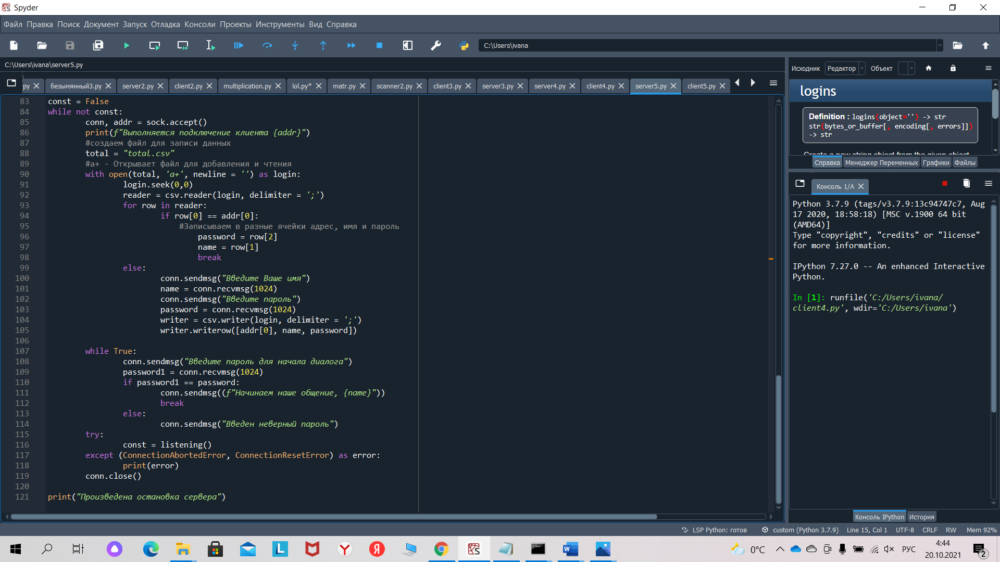 Spyder
Файл Правка Поиск Документ Запуск Отладка Консоли Проекты Инструменты Вид Справка
C:\Users\ivana
C:\Users\ivana\server5.py
py безымянный3.py server2.py client2.py multiplication.py lol.py* matr.py scanner2.py client3.py server3.py server4.py client4.py server5.py client5.py
83 const = False
84 while not const:
85 conn, addr = sock.accept()
86 print(f"Выполняется подключение клиента {addr}")
87 #создаем файл для записи данных
88 total = "total.csv"
89 #a+ - Открывает файл для добавления и чтения
90 with open(total, 'a+', newline = '') as login:
91 login.seek(0,0)
92 reader = csv.reader(login, delimiter = ';')
93 for row in reader:
94 if row[0] == addr[0]:
95 #Записываем в разные ячейки адрес, имя и пароль
96 password = row[2]
97 name = row[1]
98 break
99 else:
100 conn.sendmsg("Введите Ваше имя")
101 name = conn.recvmsg(1024)
102 conn.sendmsg("Введите пароль")
103 password = conn.recvmsg(1024)
104 writer = csv.writer(login, delimiter = ';')
105 writer.writerow([addr[0], name, password])
106
107 while True:
108 conn.sendmsg("Введите пароль для начала диалога")
109 password1 = conn.recvmsg(1024)
110 if password1 == password:
111 conn.sendmsg((f"Начинаем наше общение, {name}"))
112 break
113 else:
114 conn.sendmsg("Введен неверный пароль")
115 try:
116 const = listening()
117 except (ConnectionAbortedError, ConnectionResetError) as error:
118 print(error)
119 conn.close()
120
121 print("Произведена остановка сервера")
Исходник Редактор Объект
logins
Definition : logins(object='') -> str
str(bytes_or_buffer[, encoding[, errors]])
-> str
Create a new string object from the given object.
Справка Менеджер Переменных Графики Файлы
Консоль 1/A
Python 3.7.9 (tags/v3.7.9:13c94747c7, Aug
17 2020, 18:58:18) [MSC v.1900 64 bit
(AMD64)]
Type "copyright", "credits" or "license"
for more information.
IPython 7.27.0 -- An enhanced Interactive
Python.
In [1]: runfile('C:/Users/ivana/
client4.py', wdir='C:/Users/ivana')
Консоль IPython История
LSP Python: готов custom (Python 3.7.9) Line 15, Col 1 UTF-8 CRLF RW Mem 92%
0°C РУС 4:44
20.10.2021
2